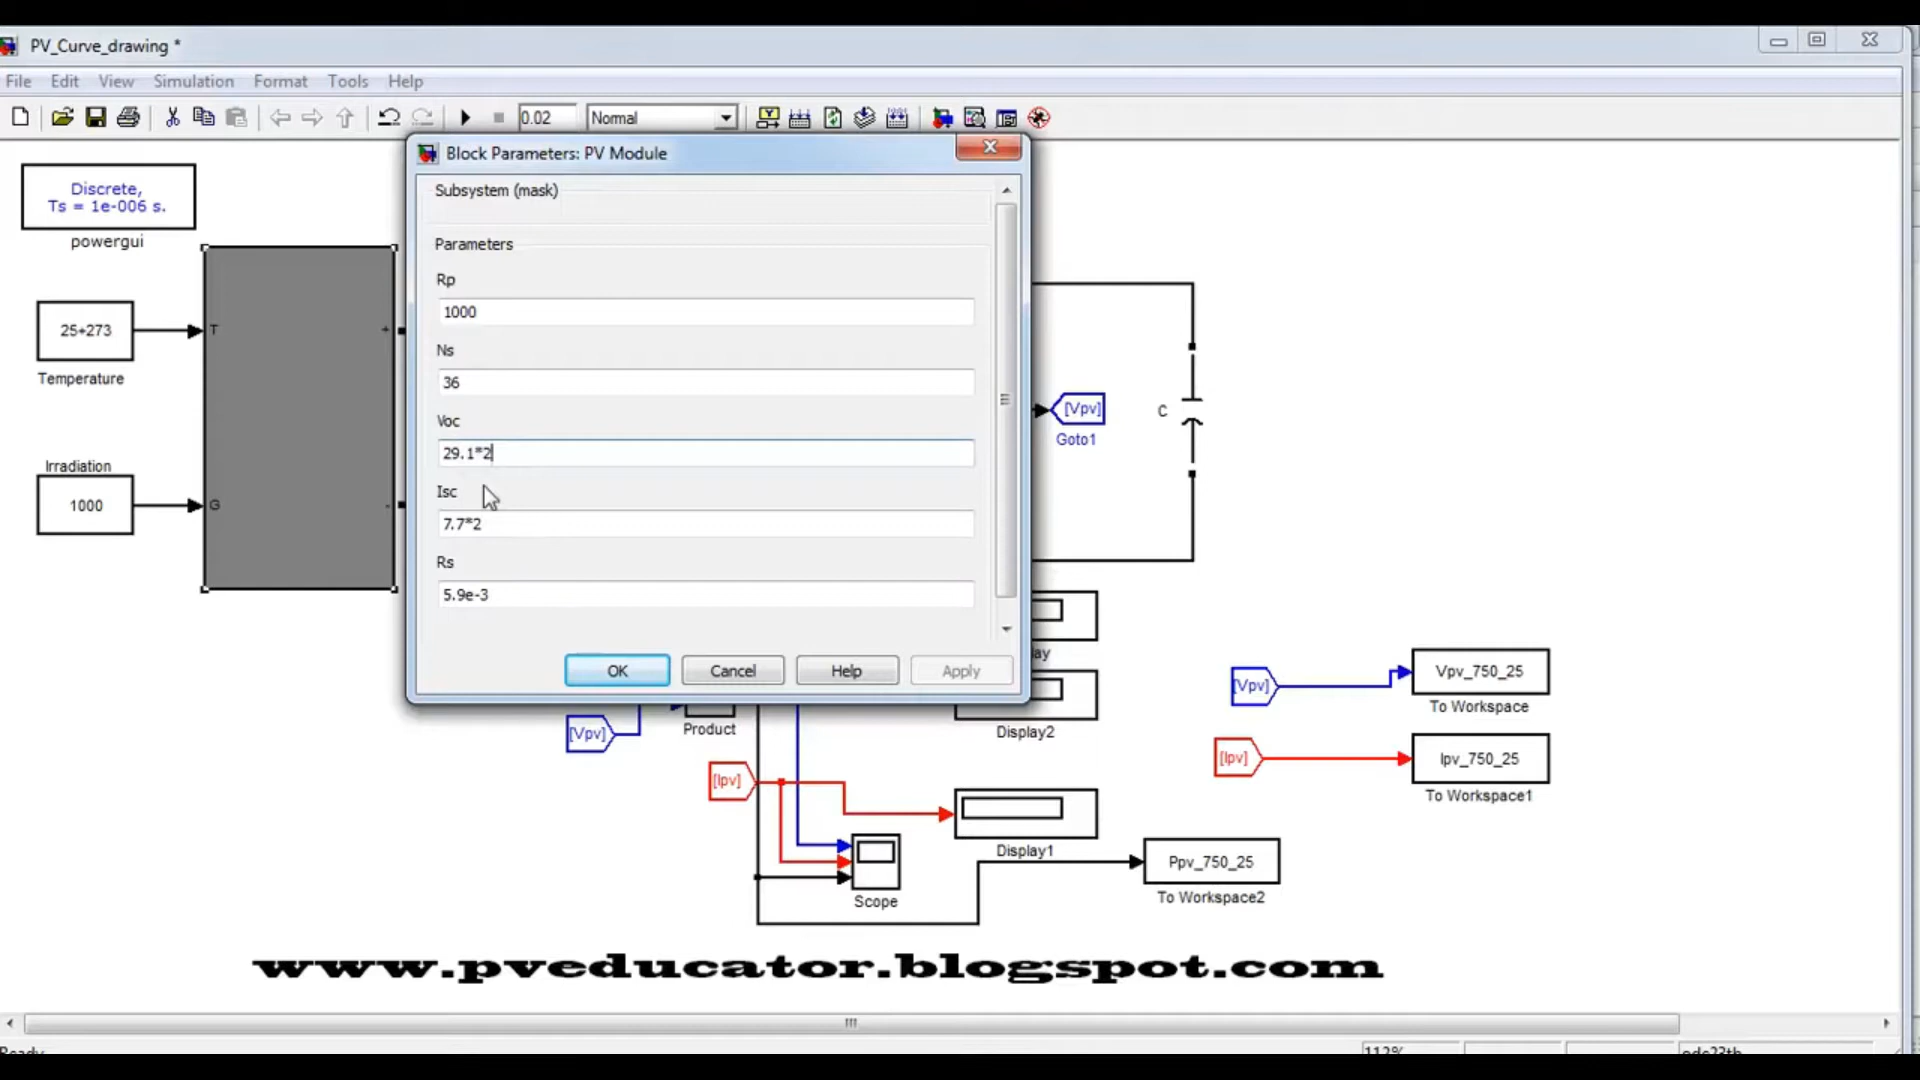 PV_Curve_drawing *
File Edit View Simulation Format Tools Help
0.02 Normal
Block Parameters: PV Module
Subsystem (mask)
Parameters
Rp
1000
Ns
36
Voc
29.1*2
Isc
7.7*2
Rs
5.9e-3
OK Cancel Help Apply
Discrete,
Ts = 1e-006 s.
powergui
25+273
Temperature
T
+
Irradiation
1000
G
-
[Vpv]
Goto1
C
lay
[Vpv]
Product
Display2
[Ipv]
Display1
Scope
[Vpv]
Vpv_750_25
To Workspace
[Ipv]
Ipv_750_25
To Workspace1
Ppv_750_25
To Workspace2
www.pveducator.blogspot.com
Ready
112%